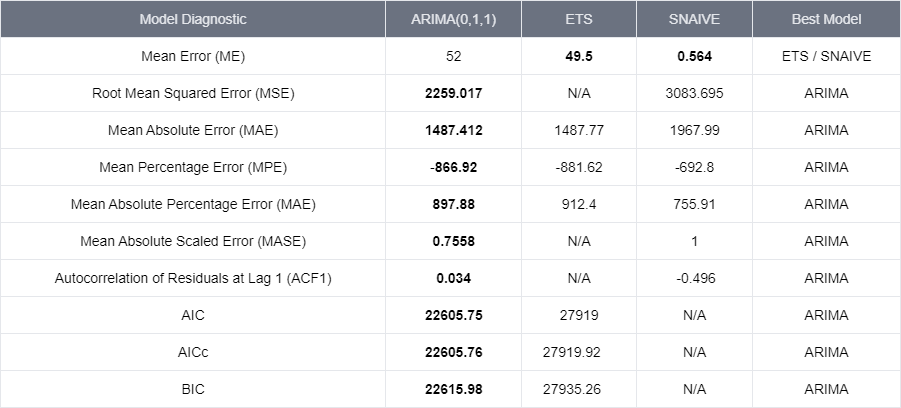 Model Diagnostic ARIMA(0,1,1) ETS SNAIVE Best Model
Mean Error (ME) 52 49.5 0.564 ETS / SNAIVE
Root Mean Squared Error (MSE) 2259.017 N/A 3083.695 ARIMA
Mean Absolute Error (MAE) 1487.412 1487.77 1967.99 ARIMA
Mean Percentage Error (MPE) -866.92 -881.62 -692.8 ARIMA
Mean Absolute Percentage Error (MAE) 897.88 912.4 755.91 ARIMA
Mean Absolute Scaled Error (MASE) 0.7558 N/A 1 ARIMA
Autocorrelation of Residuals at Lag 1 (ACF1) 0.034 N/A -0.496 ARIMA
AIC 22605.75 27919 N/A ARIMA
AICc 22605.76 27919.92 N/A ARIMA
BIC 22615.98 27935.26 N/A ARIMA